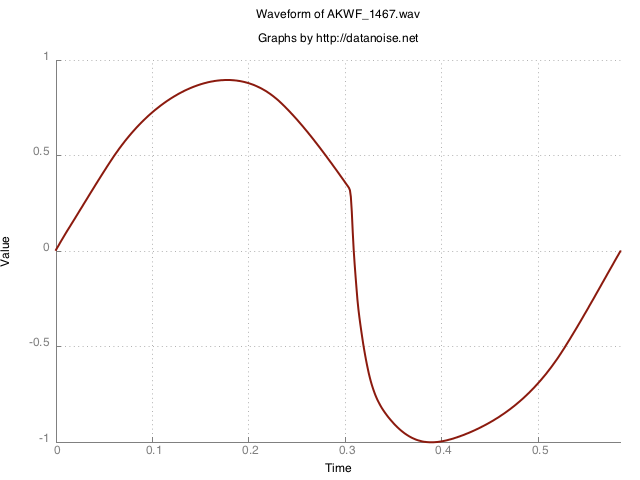 Waveform of AKWF_1467.wav
Graphs by http://datanoise.net
1
0.5
0
-0.5
-1
Value
0 0.1 0.2 0.3 0.4 0.5
Time